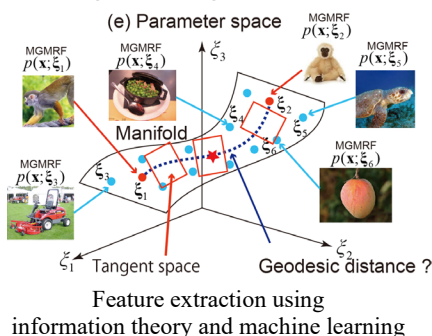 (e) Parameter space
MGMRF
p(x;ξ₁)
MGMRF
p(x;ξ₄)
ξ₃
MGMRF
p(x;ξ₂)
MGMRF
p(x;ξ₅)
Manifold
ξ₄
ξ₂
ξ₅
ξ₆
MGMRF
p(x;ξ₃)
ξ₃
ξ₁
MGMRF
p(x;ξ₆)
ξ₁
Tangent space
Geodesic distance ?
ξ₂
Feature extraction using
information theory and machine learning